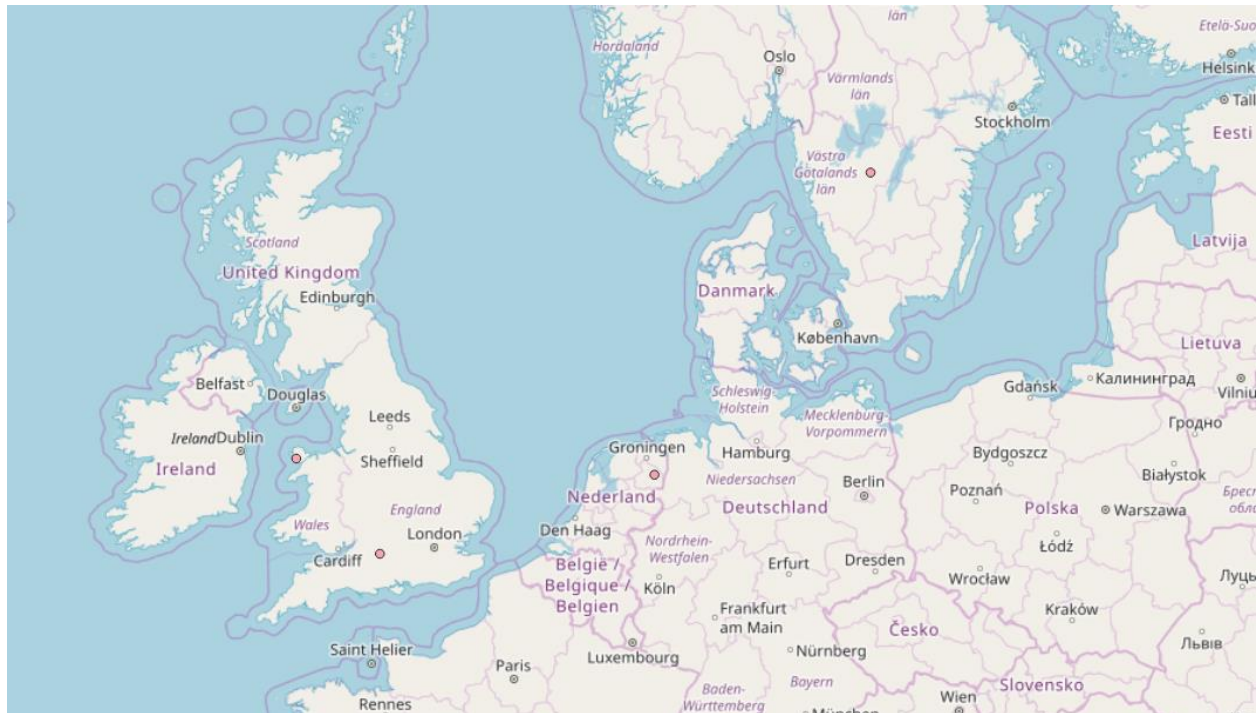 län
Etelä-Suo
Hordaland
Oslo
Helsink
Värmlands
län
Tall
Stockholm
Eesti
Västra
Götalands
län
Scotland
Latvija
United Kingdom
Danmark
Edinburgh
København
Lietuva
Belfast
Douglas
Schleswig-
Holstein
Gdańsk
Калининград
Vilniu
Leeds
Mecklenburg-
Vorpommern
Гродно
IrelandDublin
Groningen
Hamburg
Bydgoszcz
Ireland
Sheffield
Białystok
Nederland
Niedersachsen
Berlin
Poznań
Брес
обла
Wales
England
Deutschland
Polska
Warszawa
London
Den Haag
Nordrhein-
Westfalen
Łódź
Cardiff
België /
Belgique /
Belgien
Köln
Erfurt
Dresden
Wrocław
Луць
Frankfurt
am Main
Kraków
Česko
Львів
Saint Helier
Paris
Luxembourg
Nürnberg
Bayern
Slovensko
Rennes
Baden-
Württemberg
Wien
München